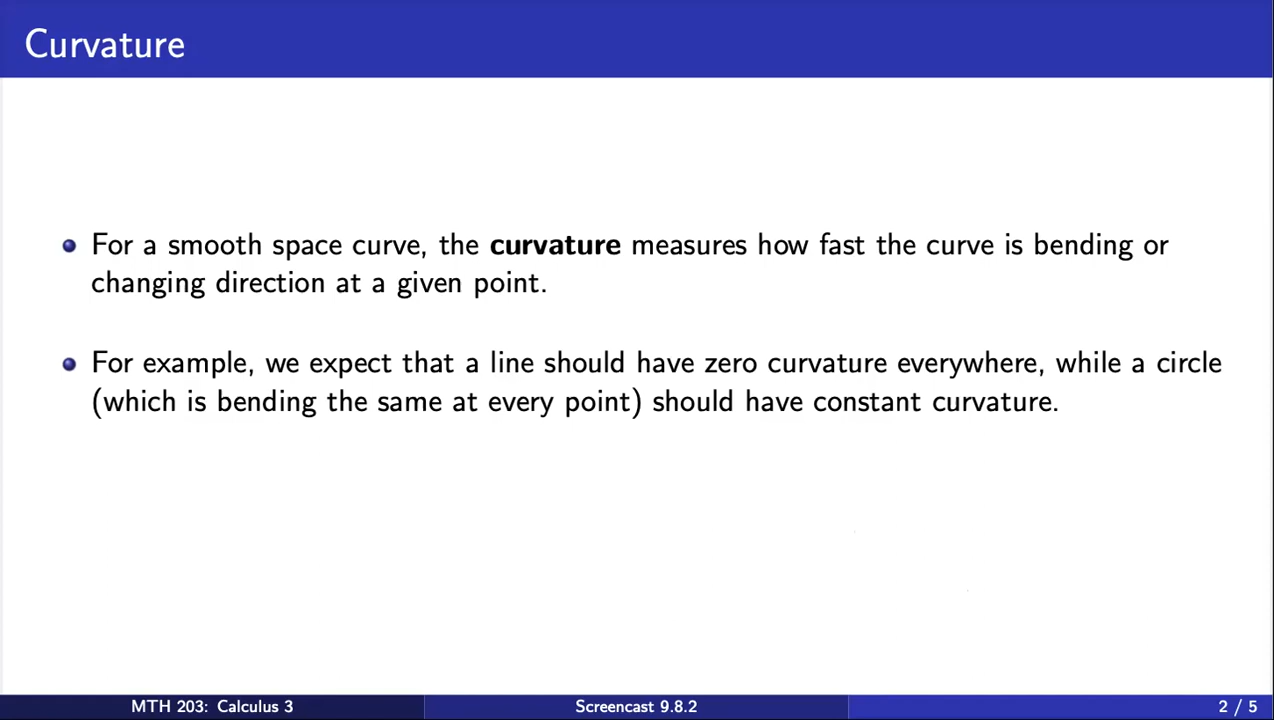 Curvature
For a smooth space curve, the curvature measures how fast the curve is bending or
changing direction at a given point.
For example, we expect that a line should have zero curvature everywhere, while a circle
(which is bending the same at every point) should have constant curvature.
MTH 203: Calculus 3 Screencast 9.8.2 2 / 5